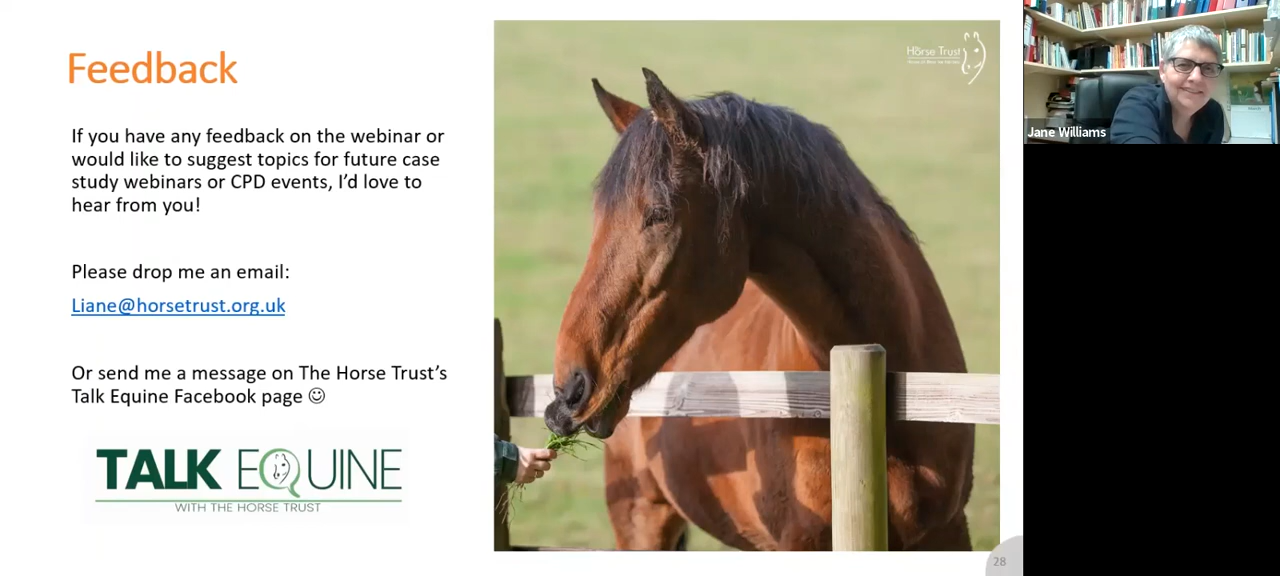 Feedback
If you have any feedback on the webinar or
would like to suggest topics for future case
study webinars or CPD events, I’d love to
hear from you!
Please drop me an email:
Liane@horsetrust.org.uk
Or send me a message on The Horse Trust’s
Talk Equine Facebook page ☺
TALK EQUINE
WITH THE HORSE TRUST
The Horse Trust
28
Jane Williams